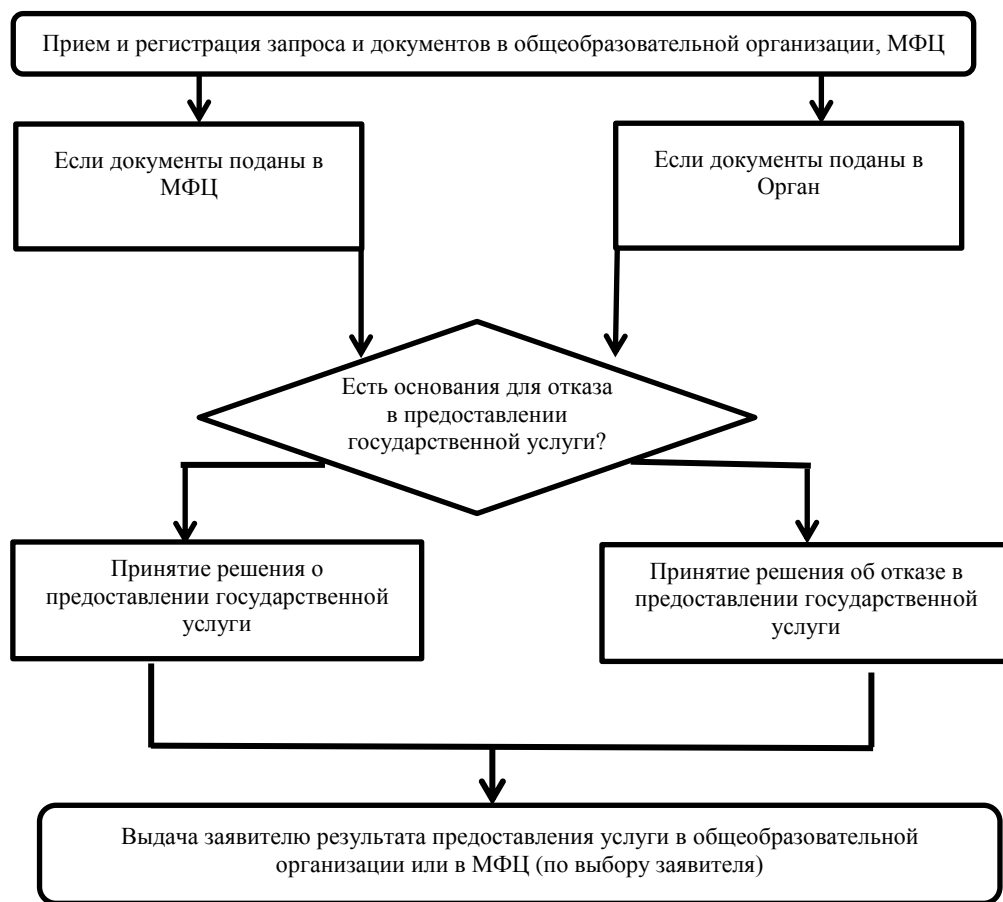 Прием и регистрация запроса и документов в общеобразовательной организации, МФЦ
Если документы поданы в
МФЦ
Если документы поданы в
Орган
Есть основания для отказа
в предоставлении
государственной услуги?
Принятие решения о
предоставлении государственной
услуги
Принятие решения об отказе в
предоставлении государственной
услуги
Выдача заявителю результата предоставления услуги в общеобразовательной
организации или в МФЦ (по выбору заявителя)